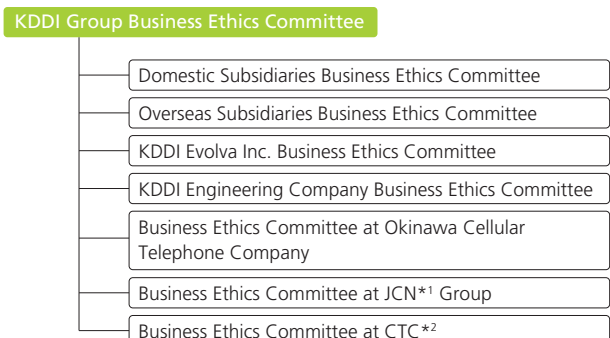 KDDI Group Business Ethics Committee
Domestic Subsidiaries Business Ethics Committee
Overseas Subsidiaries Business Ethics Committee
KDDI Evolva Inc. Business Ethics Committee
KDDI Engineering Company Business Ethics Committee
Business Ethics Committee at Okinawa Cellular
Telephone Company
Business Ethics Committee at JCN*1 Group
Business Ethics Committee at CTC*2